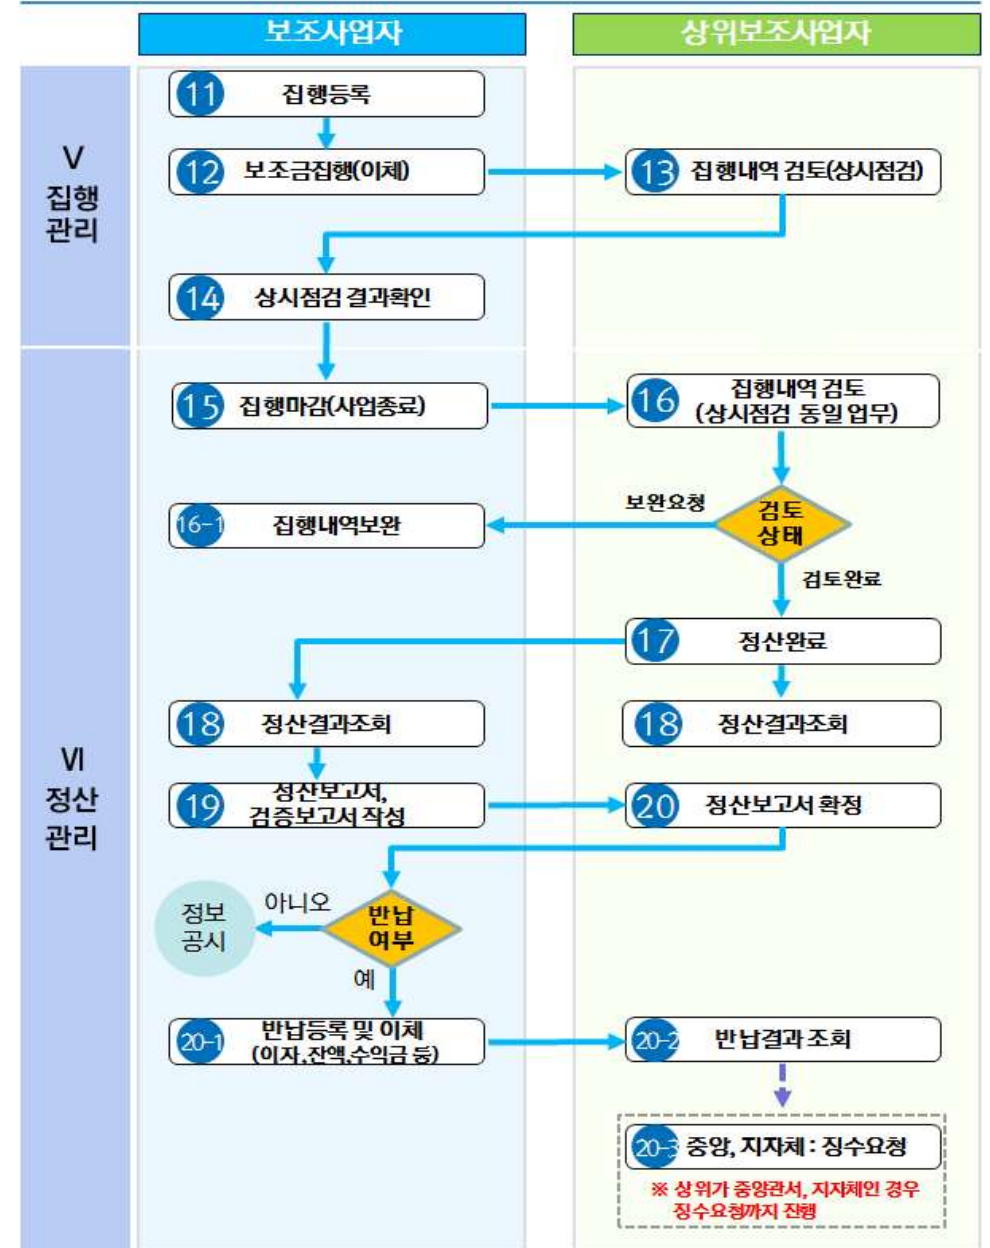 보조사업자
상위보조사업자
Ⅴ
집행
관리
11 집행등록
12 보조금집행(이체)
13 집행내역 검토(상시점검)
14 상시점검 결과확인
Ⅵ
정산
관리
15 집행마감(사업종료)
16 집행내역 검토
(상시점검 동일 업무)
검토
상태
보완요청
16-1 집행내역보완
검토완료
17 정산완료
18 정산결과조회
18 정산결과조회
19 정산보고서,
검증보고서 작성
20 정산보고서 확정
반납
여부
아니오
정보
공시
예
20-1 반납등록 및 이체
(이자,잔액,수익금 등)
20-2 반납결과 조회
20-3 중앙, 지자체 : 징수요청
※ 상위가 중앙관서, 지자체인 경우
징수요청까지 진행